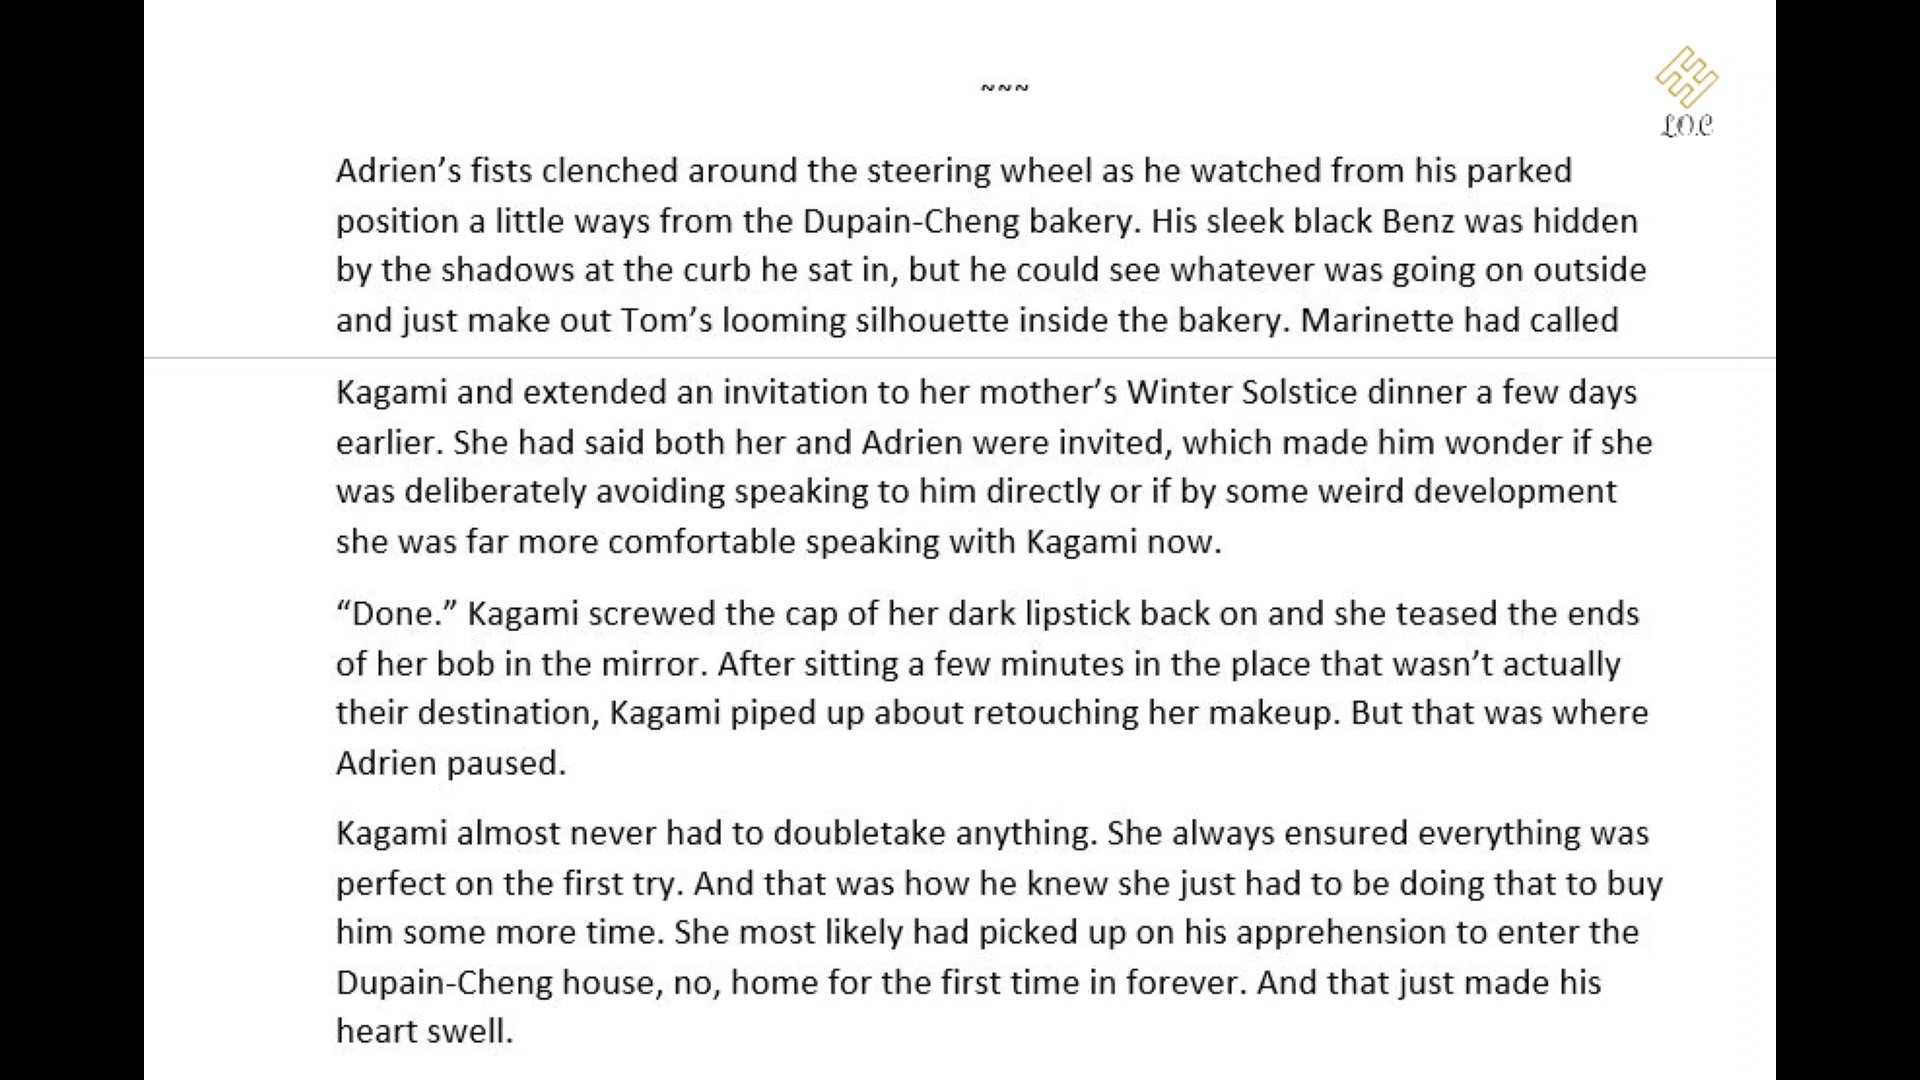 ~~~
L.O.C
Adrien’s fists clenched around the steering wheel as he watched from his parked
position a little ways from the Dupain-Cheng bakery. His sleek black Benz was hidden
by the shadows at the curb he sat in, but he could see whatever was going on outside
and just make out Tom’s looming silhouette inside the bakery. Marinette had called
Kagami and extended an invitation to her mother’s Winter Solstice dinner a few days
earlier. She had said both her and Adrien were invited, which made him wonder if she
was deliberately avoiding speaking to him directly or if by some weird development
she was far more comfortable speaking with Kagami now.
“Done.” Kagami screwed the cap of her dark lipstick back on and she teased the ends
of her bob in the mirror. After sitting a few minutes in the place that wasn’t actually
their destination, Kagami piped up about retouching her makeup. But that was where
Adrien paused.
Kagami almost never had to doubletake anything. She always ensured everything was
perfect on the first try. And that was how he knew she just had to be doing that to buy
him some more time. She most likely had picked up on his apprehension to enter the
Dupain-Cheng house, no, home for the first time in forever. And that just made his
heart swell.